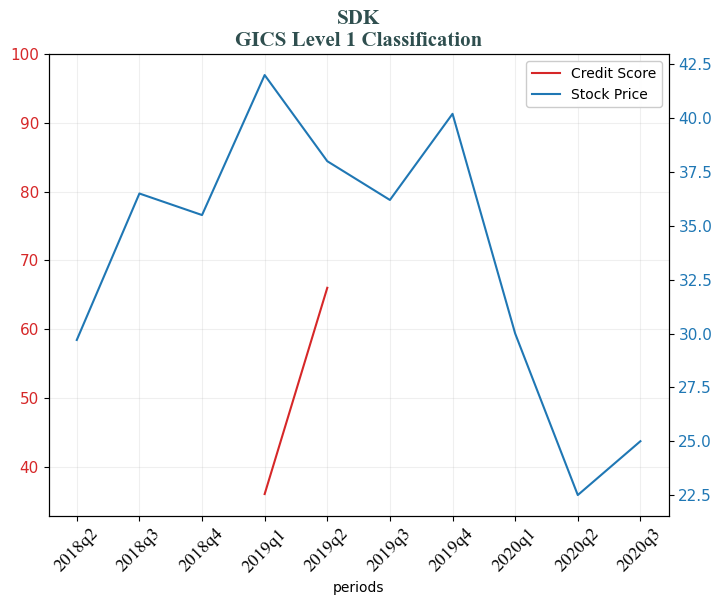 SDK
GICS Level 1 Classification
100
90
80
70
60
50
40
Credit Score
Stock Price
42.5
40.0
37.5
35.0
32.5
30.0
27.5
25.0
22.5
2018q2 2018q3 2018q4 2019q1 2019q2 2019q3 2019q4 2020q1 2020q2 2020q3
periods